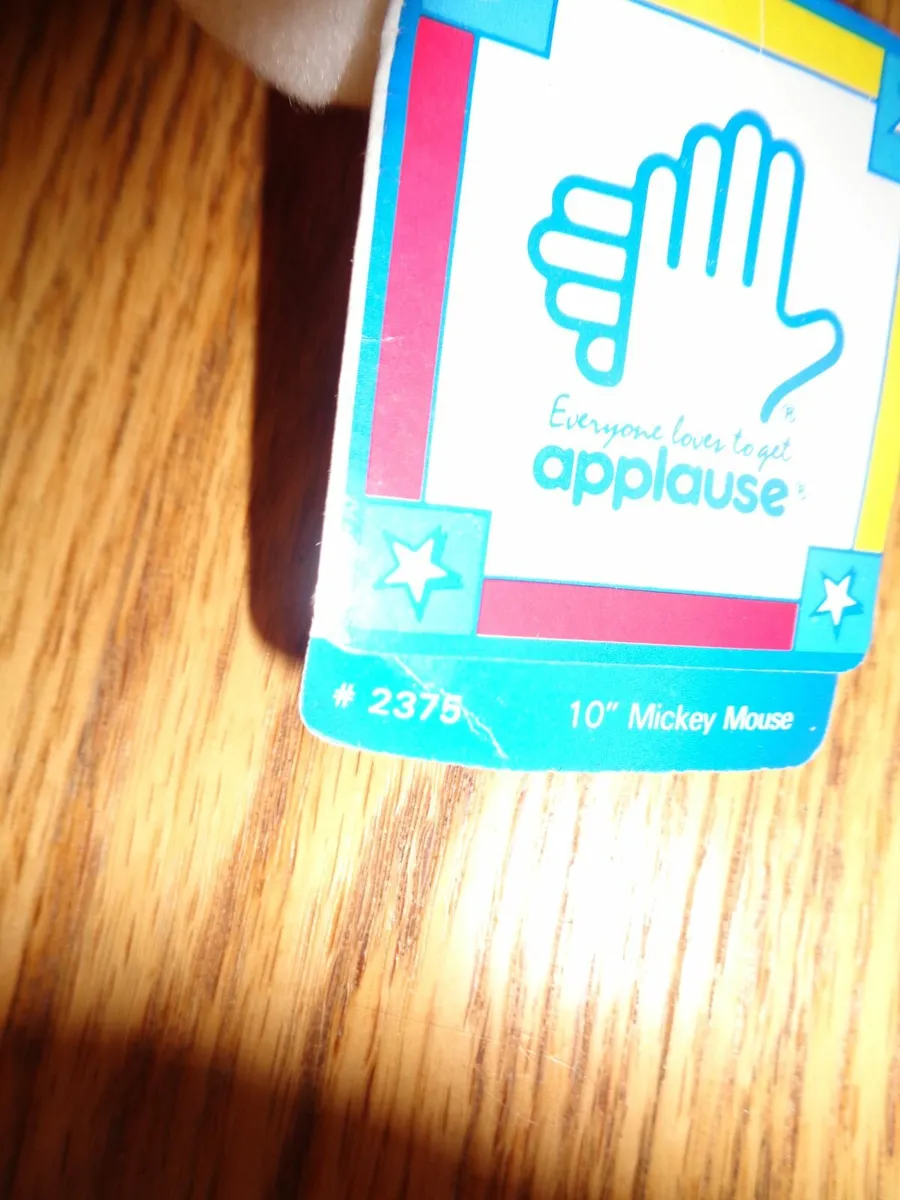 ®
Everyone loves to get
applause®
# 2375 10" Mickey Mouse